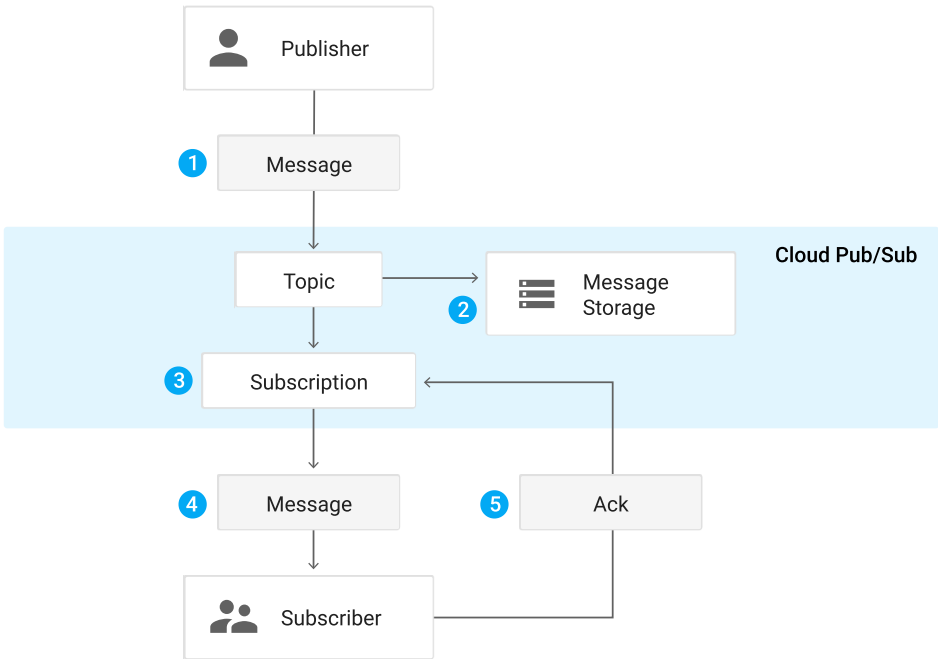 Publisher
1
Message
Cloud Pub/Sub
Topic
Message
Storage
2
3
Subscription
4
Message
5
Ack
Subscriber